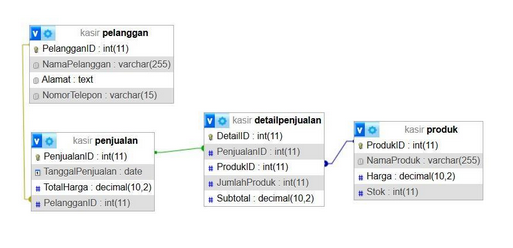 kasir pelanggan
PelangganID : int(11)
NamaPelanggan : varchar(255)
Alamat : text
NomorTelepon : varchar(15)
kasir penjualan
PenjualanID : int(11)
TanggalPenjualan : date
TotalHarga : decimal(10,2)
PelangganID : int(11)
kasir detailpenjualan
DetailID : int(11)
PenjualanID : int(11)
ProdukID : int(11)
JumlahProduk : int(11)
Subtotal : decimal(10,2)
kasir produk
ProdukID : int(11)
NamaProduk : varchar(255)
Harga : decimal(10,2)
Stok : int(11)